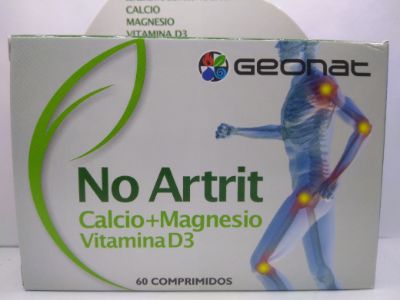 CALCIO
MAGNESIO
VITAMINA D3
GEONAT
No Artrit
Calcio+Magnesio
Vitamina D3
60 COMPRIMIDOS